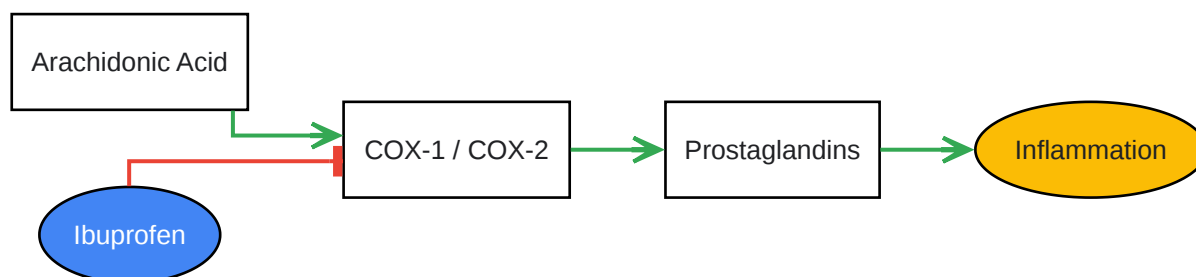 Arachidonic Acid
COX-1 / COX-2
Prostaglandins
Inflammation
Ibuprofen